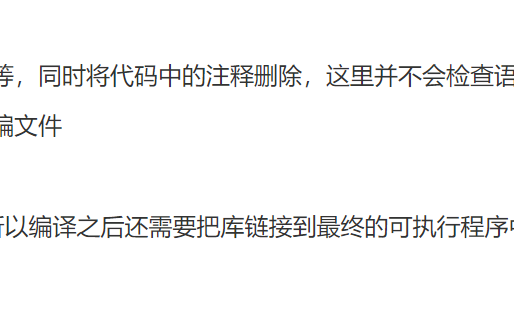 等，同时将代码中的注释删除，这里并不会检查语
编文件
所以编译之后还需要把库链接到最终的可执行程序